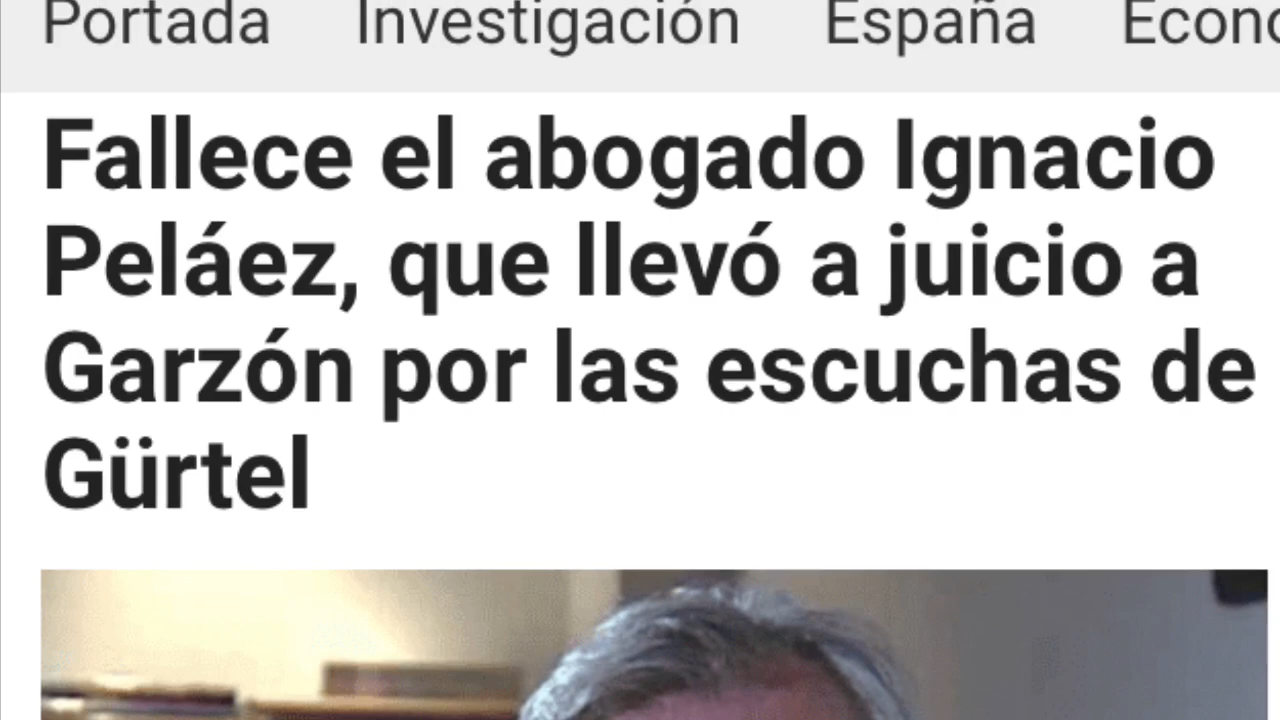 Portada Investigación España
Fallece el abogado Ignacio
Peláez, que llevó a juicio a
Garzón por las escuchas de
Gürtel